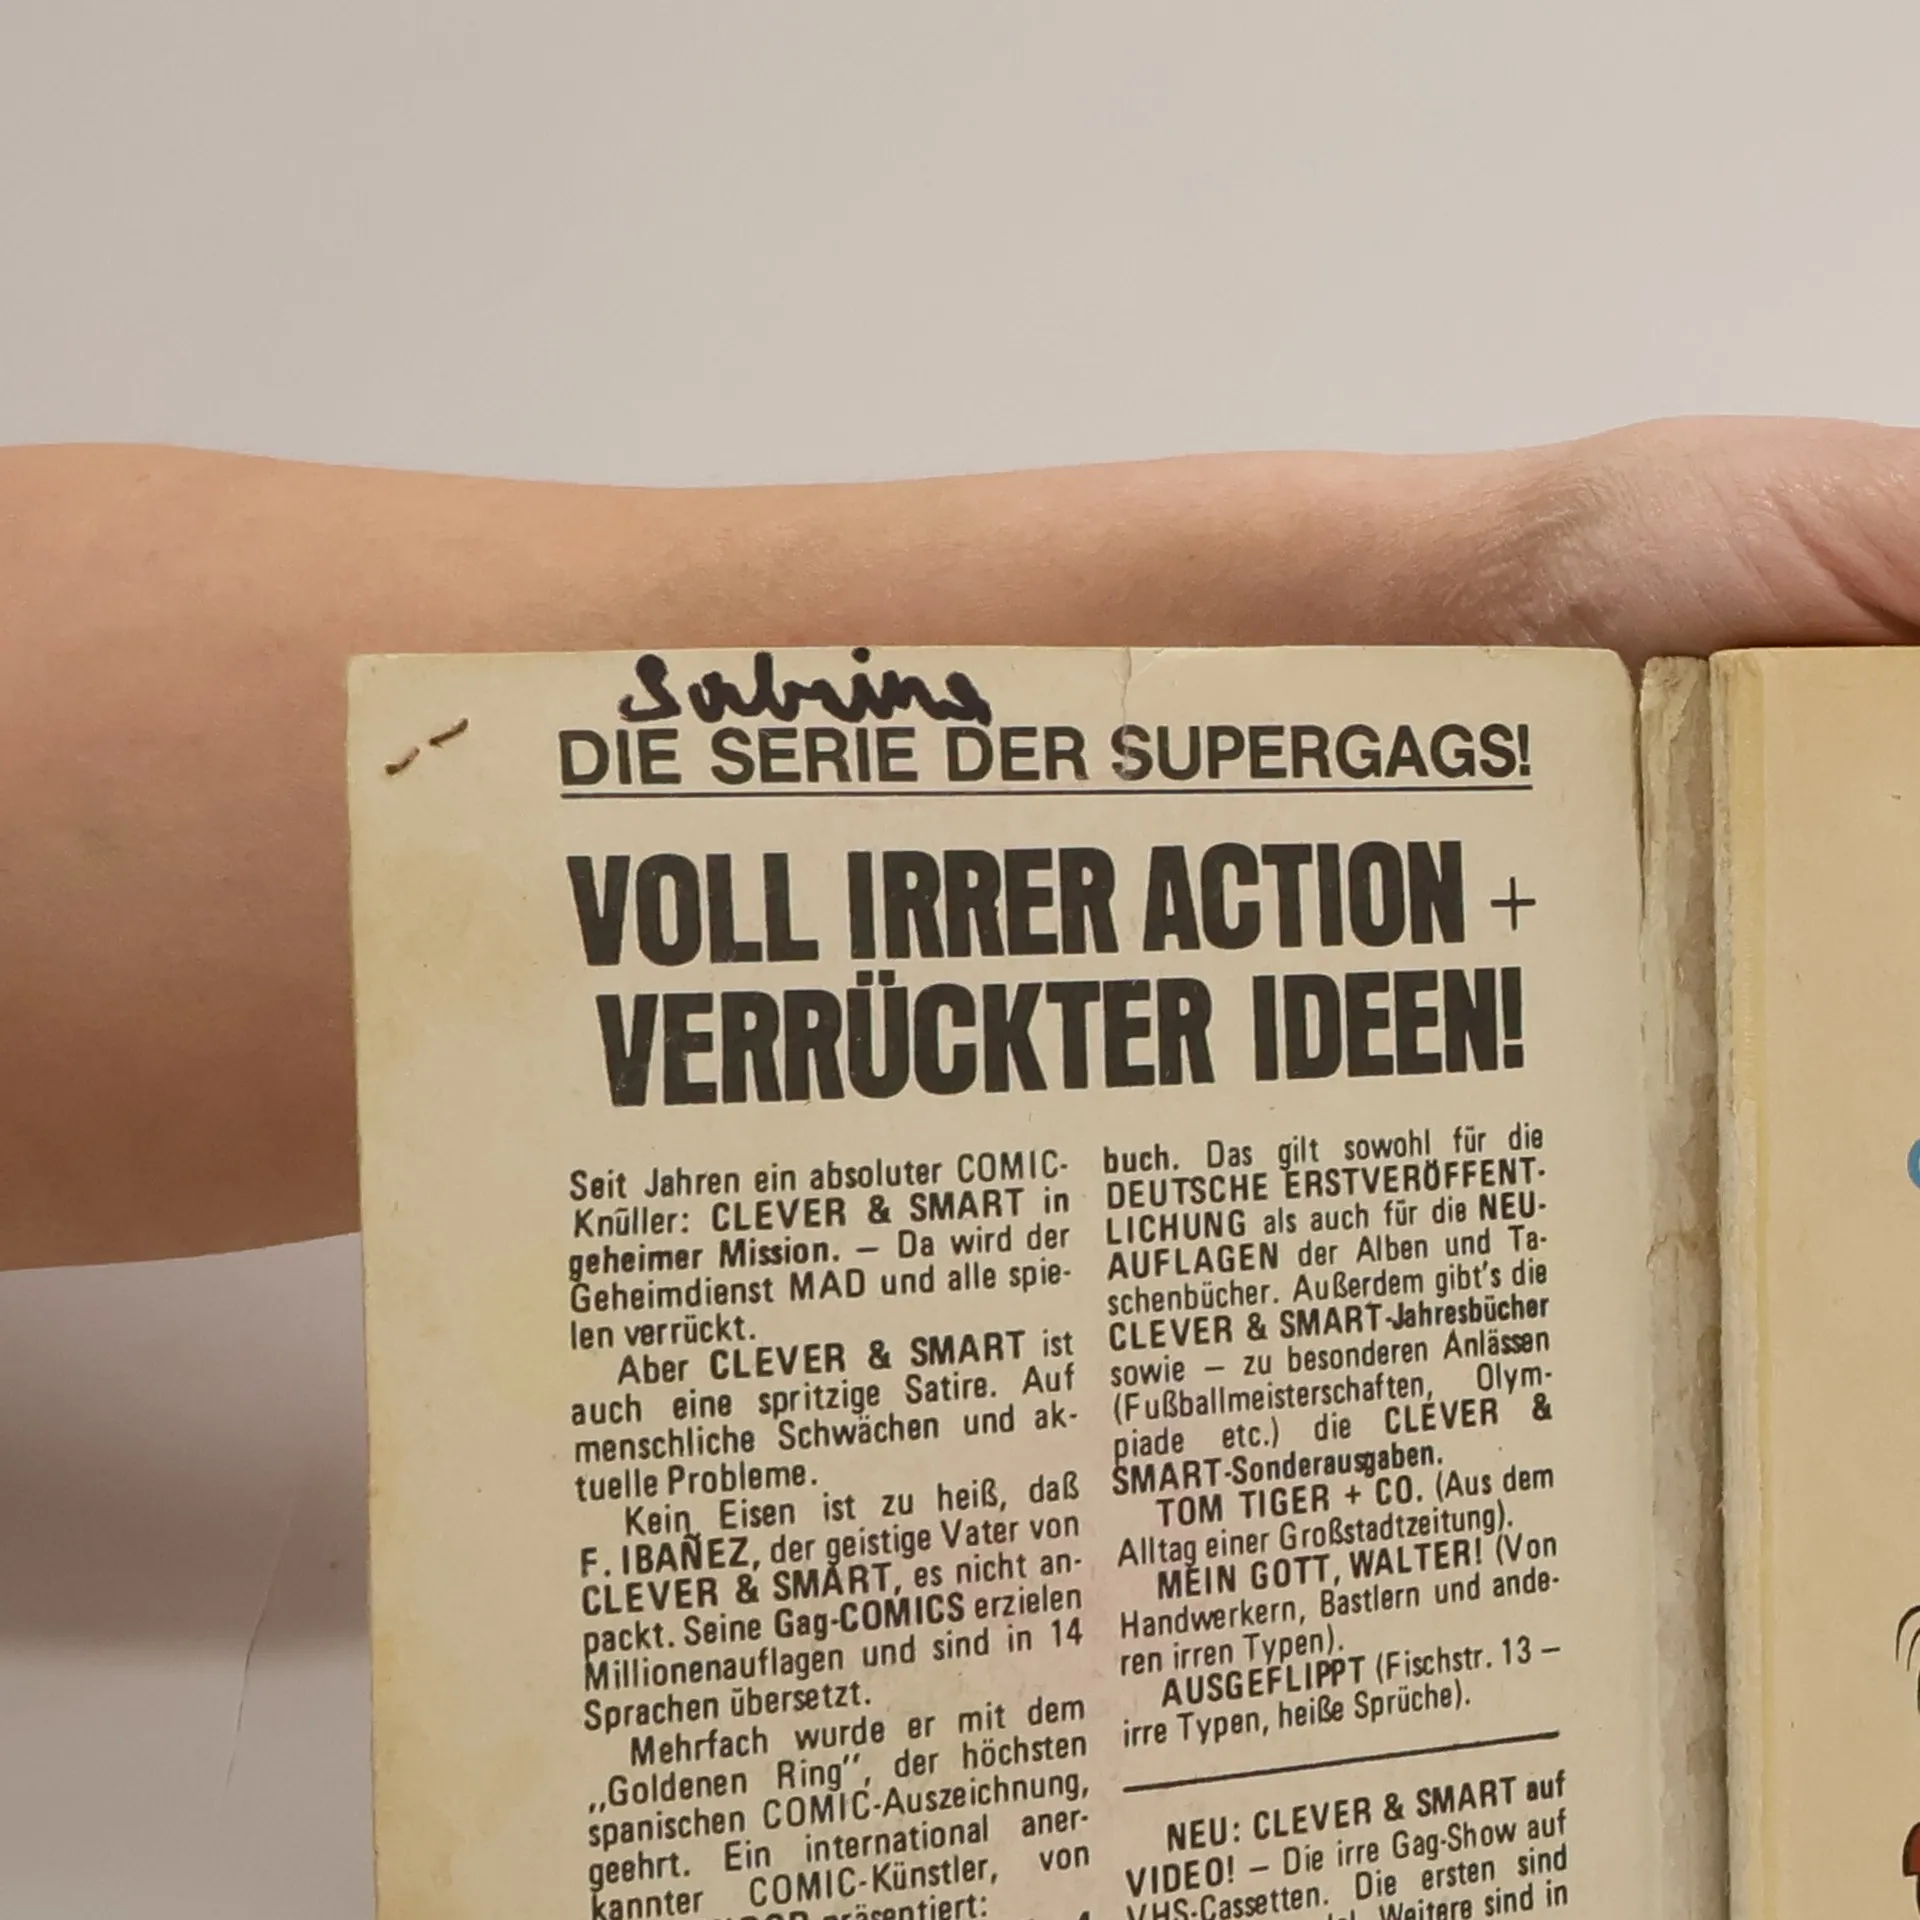 Sabrina
DIE SERIE DER SUPERGAGS!
VOLL IRRER ACTION +
VERRÜCKTER IDEEN!
Seit Jahren ein absoluter COMIC-
Knüller: CLEVER & SMART in
geheimer Mission. – Da wird der
Geheimdienst MAD und alle spie-
len verrückt.
Aber CLEVER & SMART ist
auch eine spritzige Satire. Auf
menschliche Schwächen und ak-
tuelle Probleme.
Kein Eisen ist zu heiß, daß
F. IBAÑEZ, der geistige Vater von
CLEVER & SMART, es nicht an-
packt. Seine Gag-COMICS erzielen
Millionenauflagen und sind in 14
Sprachen übersetzt.
Mehrfach wurde er mit dem
„Goldenen Ring", der höchsten
spanischen COMIC-Auszeichnung,
geehrt. Ein international aner-
kannter COMIC-Künstler, von
präsentiert:
buch. Das gilt sowohl für die
DEUTSCHE ERSTVERÖFFENT-
LICHUNG als auch für die NEU-
AUFLAGEN der Alben und Ta-
schenbücher. Außerdem gibt's die
CLEVER & SMART-Jahresbücher
sowie – zu besonderen Anlässen
(Fußballmeisterschaften, Olym-
piade etc.) die CLEVER &
SMART-Sonderausgaben.
TOM TIGER + CO. (Aus dem
Alltag einer Großstadtzeitung).
MEIN GOTT, WALTER! (Von
Handwerkern, Bastlern und ande-
ren irren Typen).
AUSGEFLIPPT (Fischstr. 13 –
irre Typen, heiße Sprüche).
NEU: CLEVER & SMART auf
VIDEO! – Die irre Gag-Show auf
VHS-Cassetten. Die ersten sind
Weitere sind in